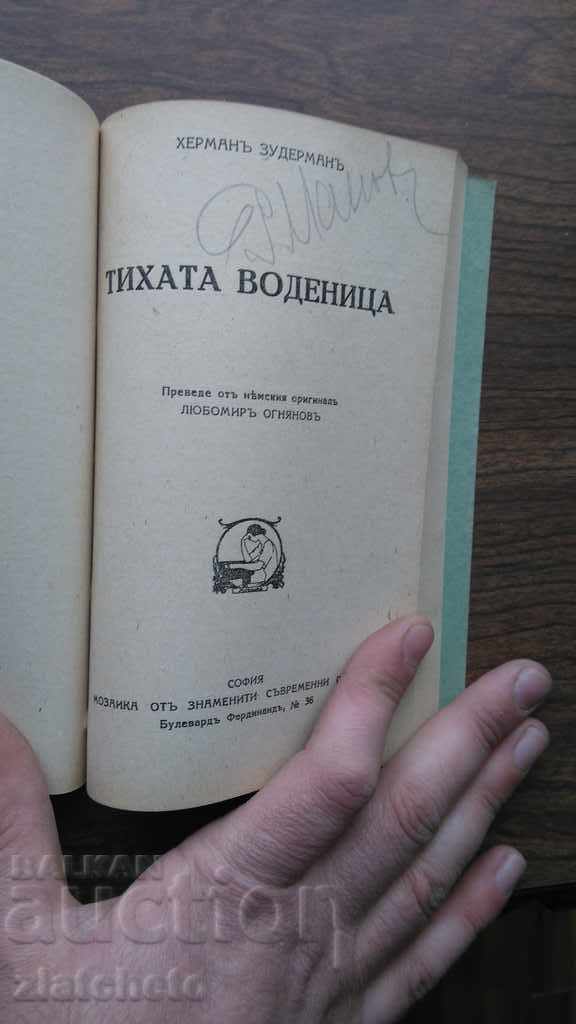 ХЕРМАНЪ ЗУДЕРМАНЪ
ТИХАТА ВОДЕНИЦА
Преведе отъ нѣмския оригиналъ
ЛЮБОМИРЪ ОГНЯНОВЪ
СОФИЯ
МОЗАИКА ОТЪ ЗНАМЕНИТИ СЪВРЕМЕННИ
Булевардъ Фердинандъ, № 36
BALKAN
auction
zlatcheto